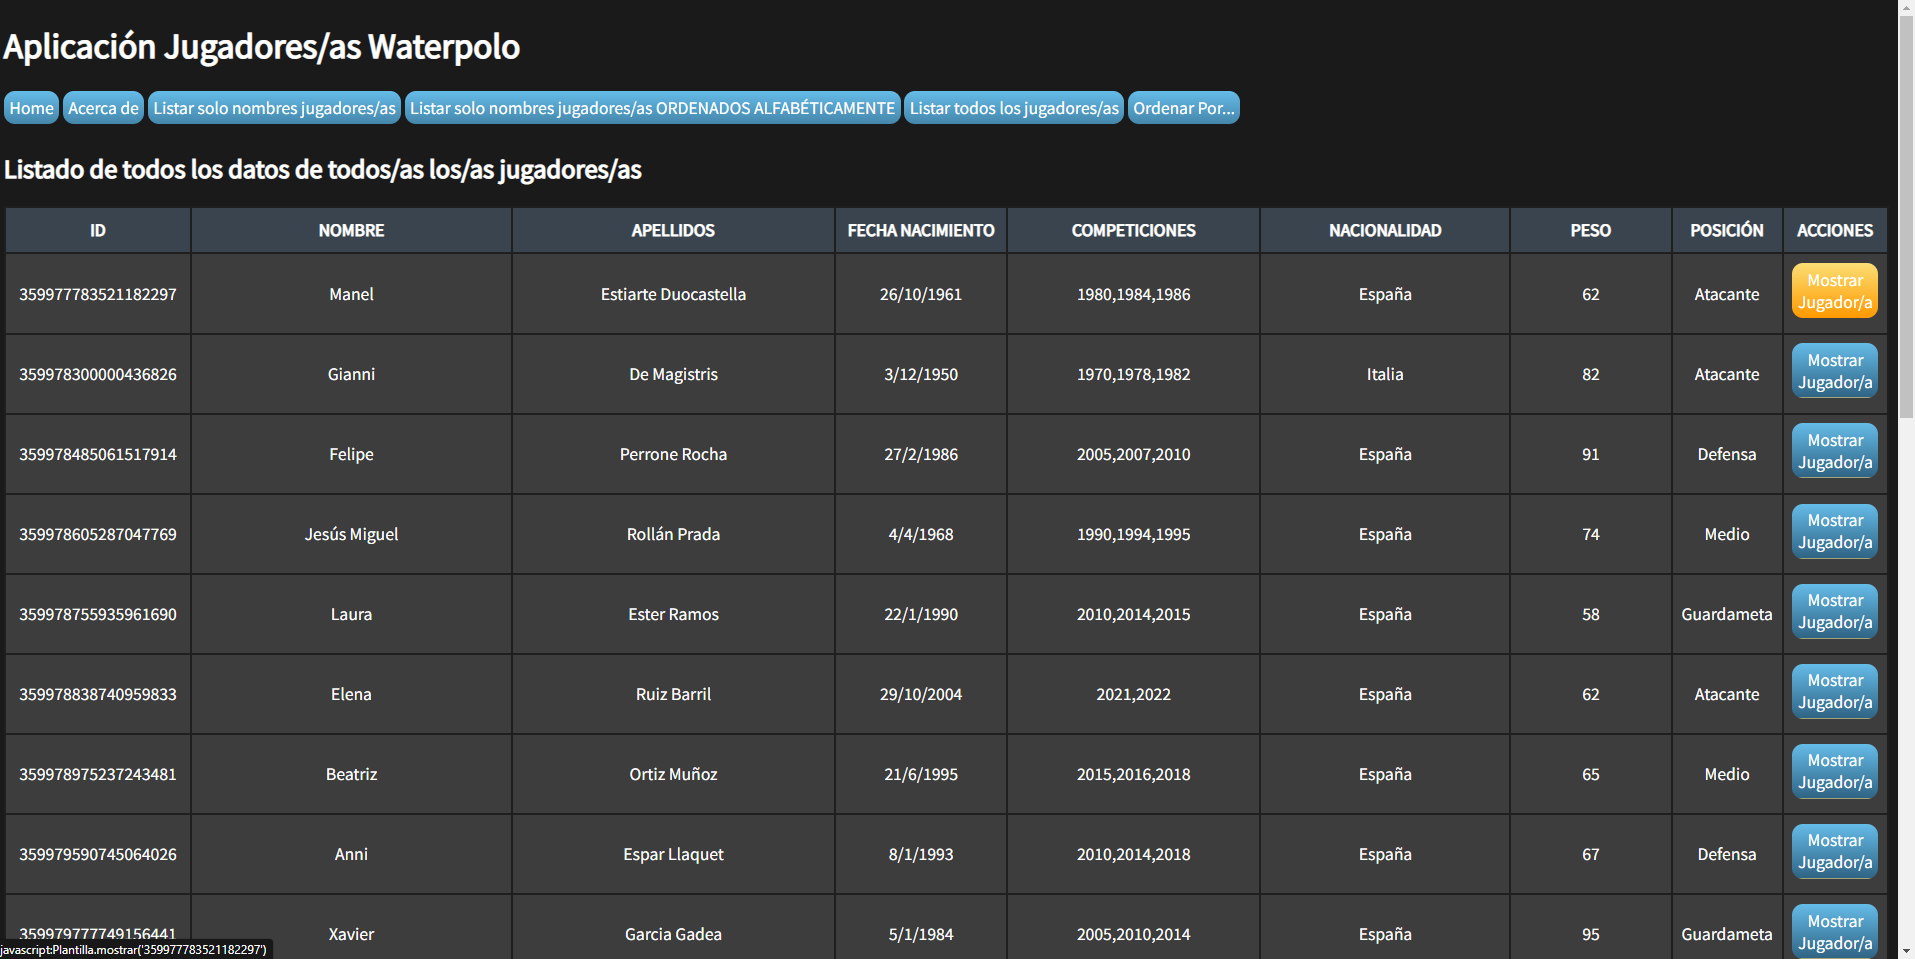 Aplicación Jugadores/as Waterpolo
Home Acerca de Listar solo nombres jugadores/as Listar solo nombres jugadores/as ORDENADOS ALFABÉTICAMENTE Listar todos los jugadores/as Ordenar Por...
Listado de todos los datos de todos/as los/as jugadores/as
ID NOMBRE APELLIDOS FECHA NACIMIENTO COMPETICIONES NACIONALIDAD PESO POSICIÓN ACCIONES
359977783521182297 Manel Estiarte Duocastella 26/10/1961 1980,1984,1986 España 62 Atacante Mostrar Jugador/a
359978300000436826 Gianni De Magistris 3/12/1950 1970,1978,1982 Italia 82 Atacante Mostrar Jugador/a
359978485061517914 Felipe Perrone Rocha 27/2/1986 2005,2007,2010 España 91 Defensa Mostrar Jugador/a
359978605287047769 Jesús Miguel Rollán Prada 4/4/1968 1990,1994,1995 España 74 Medio Mostrar Jugador/a
359978755935961690 Laura Ester Ramos 22/1/1990 2010,2014,2015 España 58 Guardameta Mostrar Jugador/a
359978838740959833 Elena Ruiz Barril 29/10/2004 2021,2022 España 62 Atacante Mostrar Jugador/a
359978975237243481 Beatriz Ortiz Muñoz 21/6/1995 2015,2016,2018 España 65 Medio Mostrar Jugador/a
359979590745064026 Anni Espar Llaquet 8/1/1993 2010,2014,2018 España 67 Defensa Mostrar Jugador/a
359979777749156441 Xavier Garcia Gadea 5/1/1984 2005,2010,2014 España 95 Guardameta Mostrar Jugador/a
javascript:Plantilla.mostrar('359977783521182297')